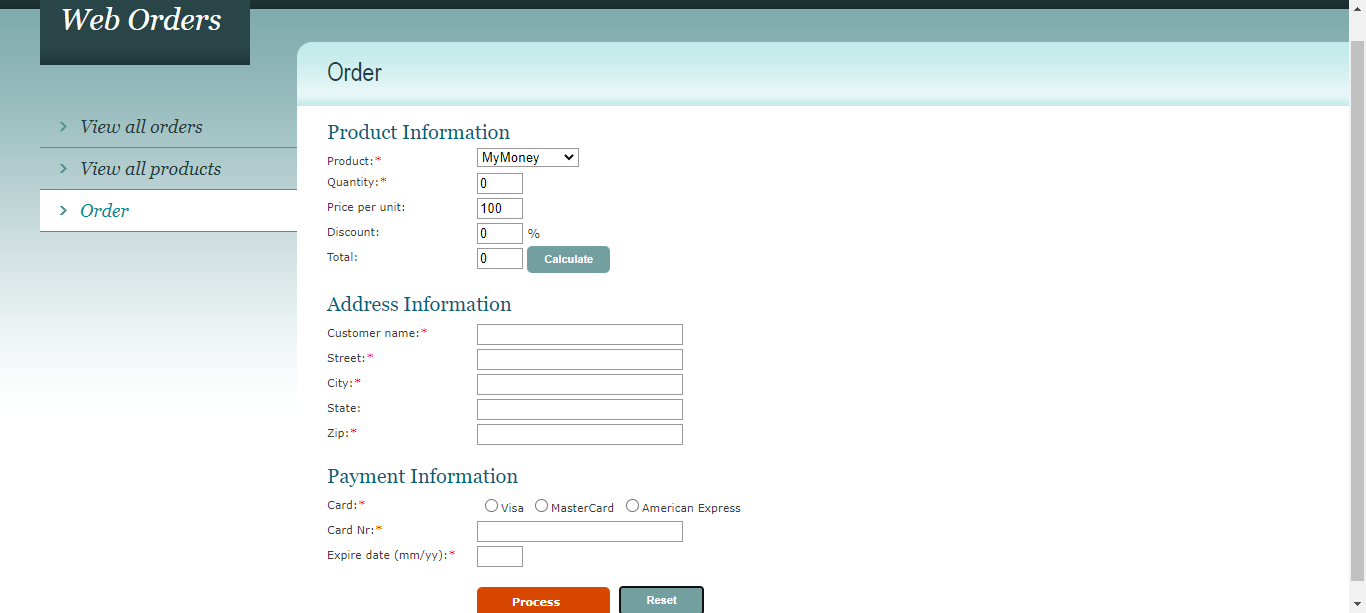 Web Orders
Order
> View all orders
> View all products
> Order
Product Information
Product:* MyMoney
Quantity:* 0
Price per unit: 100
Discount: 0 %
Total: 0 Calculate
Address Information
Customer name:*
Street:*
City:*
State:
Zip:*
Payment Information
Card:* Visa MasterCard American Express
Card Nr:*
Expire date (mm/yy):*
Process Reset